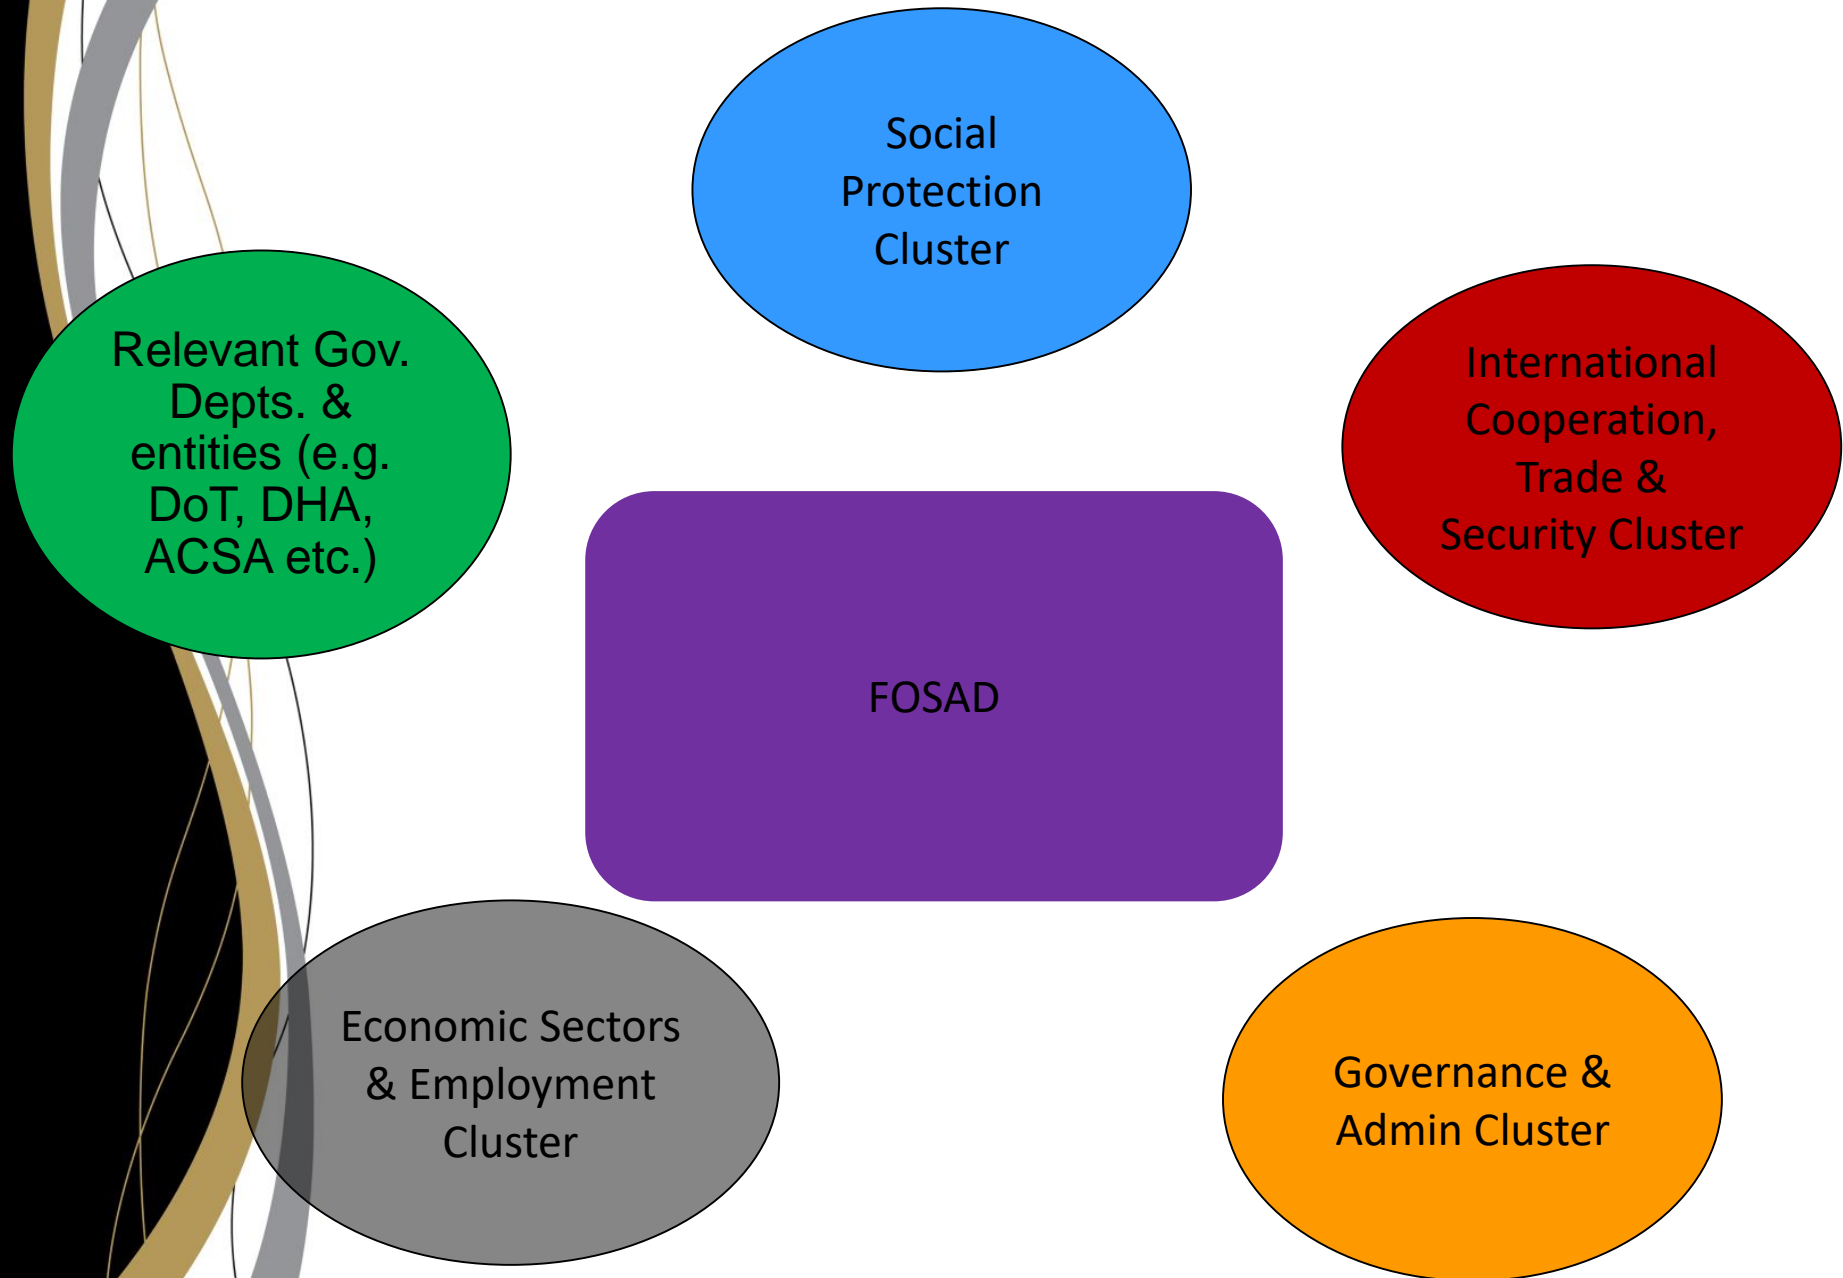 Social
Protection
Cluster
Relevant Gov.
Depts. &
entities (e.g.
DoT, DHA,
ACSA etc.)
International
Cooperation,
Trade &
Security Cluster
FOSAD
Economic Sectors
& Employment
Cluster
Governance &
Admin Cluster